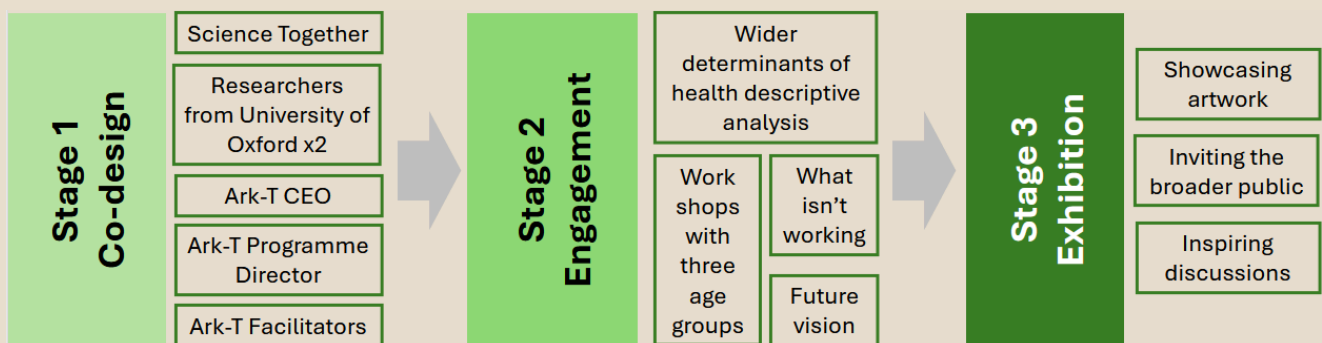 Stage 1
Co-design
Science Together
Researchers
from University of
Oxford x2
Ark-T CEO
Ark-T Programme
Director
Ark-T Facilitators
Stage 2
Engagement
Wider
determinants of
health descriptive
analysis
Work
shops
with
three
age
groups
What
isn't
working
Future
vision
Stage 3
Exhibition
Showcasing
artwork
Inviting the
broader public
Inspiring
discussions